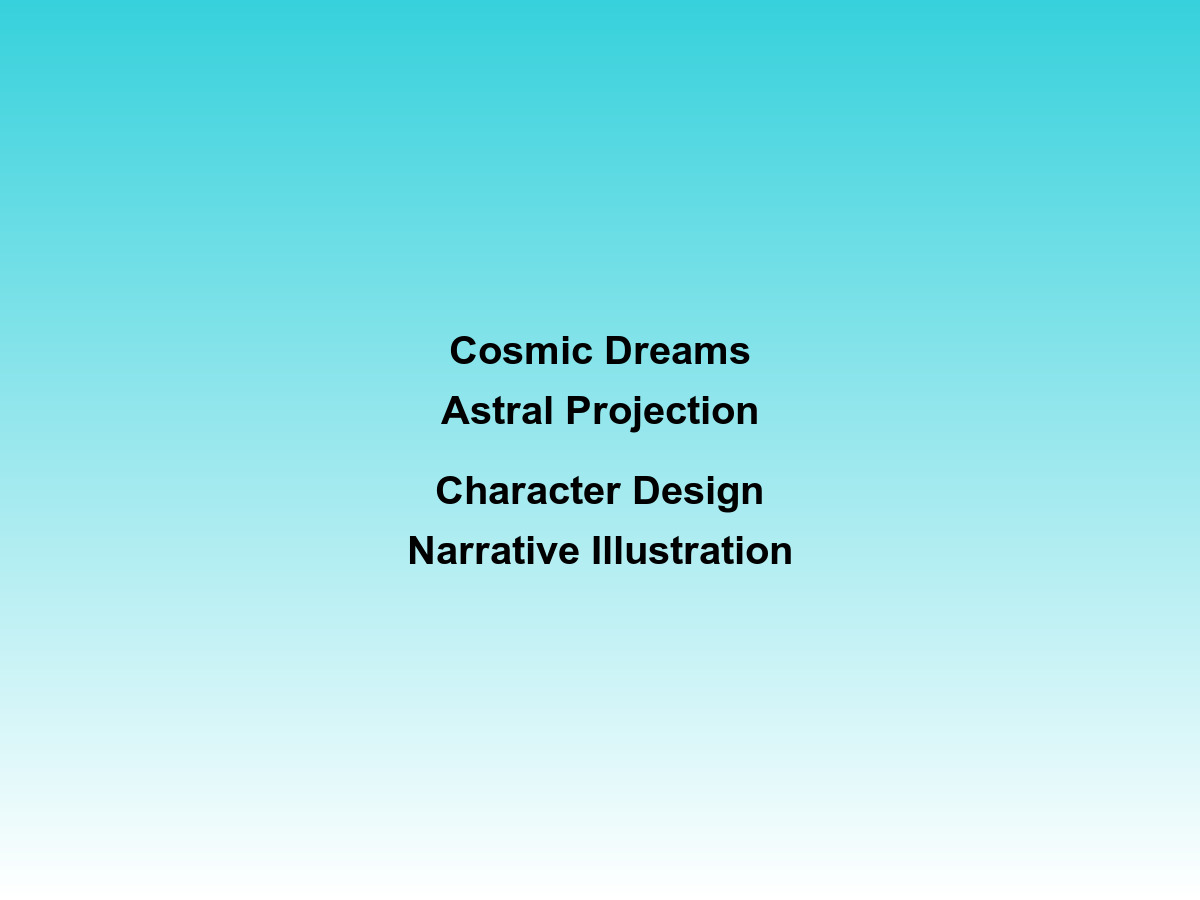 Cosmic Dreams
Astral Projection
Character Design
Narrative Illustration